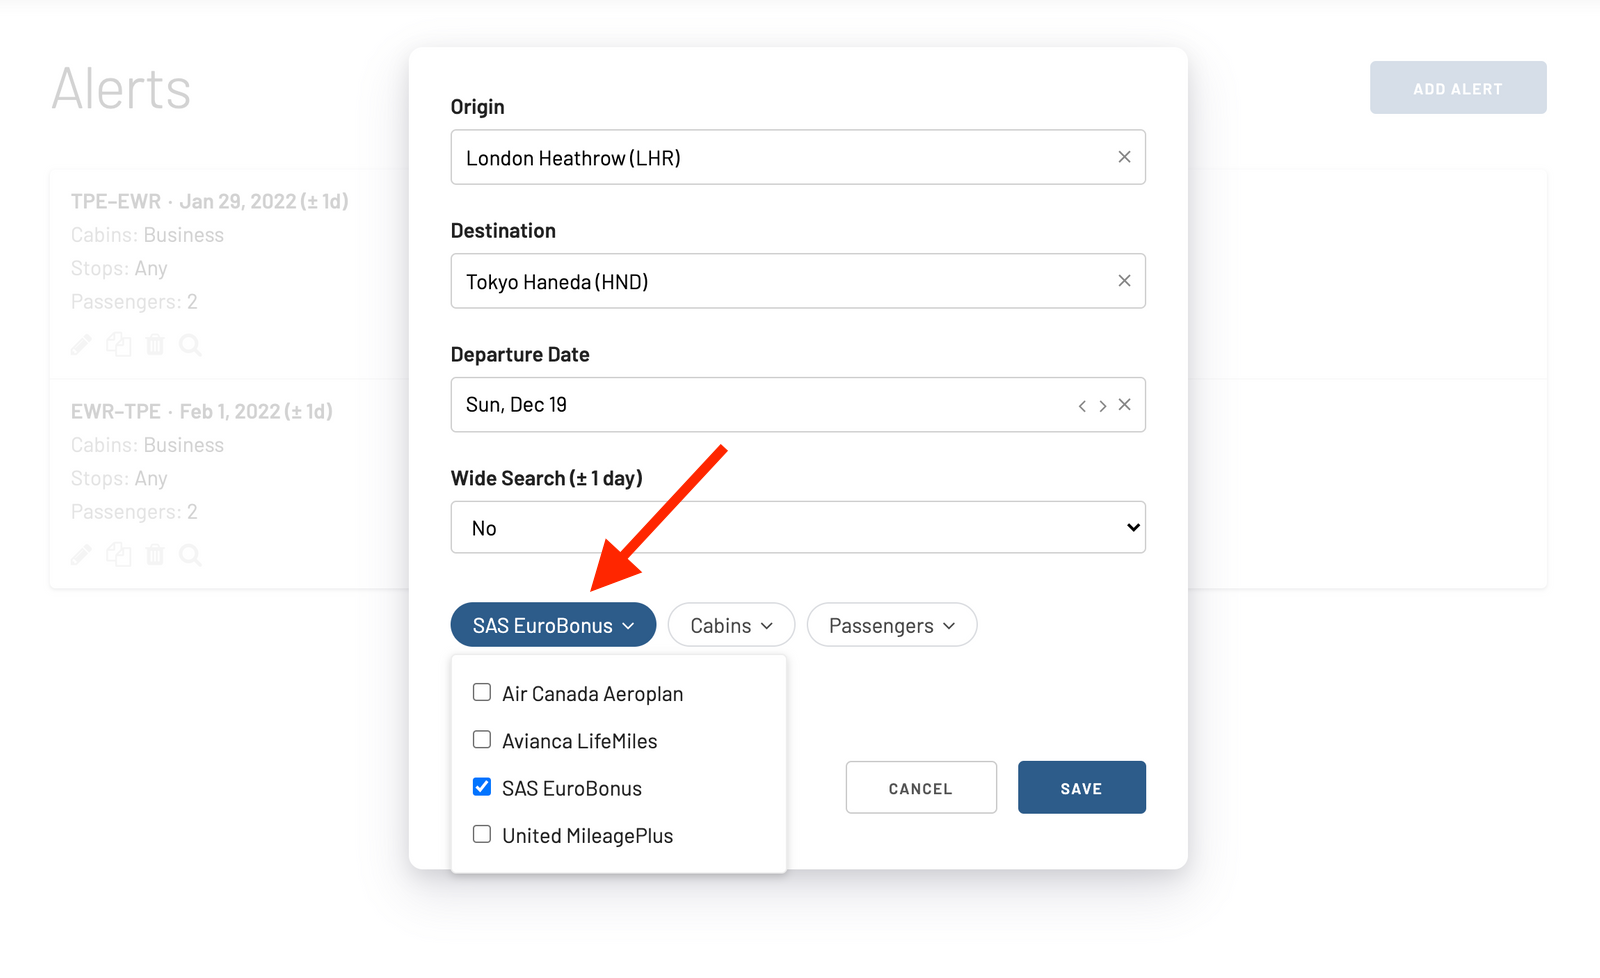 Alerts
ADD ALERT
TPE–EWR · Jan 29, 2022 (± 1d)
Cabins: Business
Stops: Any
Passengers: 2
EWR–TPE · Feb 1, 2022 (± 1d)
Cabins: Business
Stops: Any
Passengers: 2
Origin
London Heathrow (LHR)
Destination
Tokyo Haneda (HND)
Departure Date
Sun, Dec 19
Wide Search (± 1 day)
No
SAS EuroBonus
Cabins
Passengers
Air Canada Aeroplan
Avianca LifeMiles
SAS EuroBonus
United MileagePlus
CANCEL
SAVE